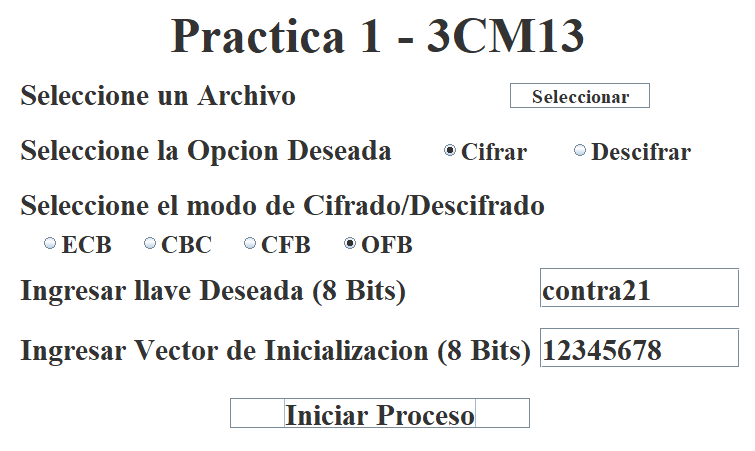 Practica 1 - 3CM13
Seleccione un Archivo Seleccionar
Seleccione la Opcion Deseada Cifrar Descifrar
Seleccione el modo de Cifrado/Descifrado
ECB CBC CFB OFB
Ingresar llave Deseada (8 Bits) contra21
Ingresar Vector de Inicializacion (8 Bits) 12345678
Iniciar Proceso